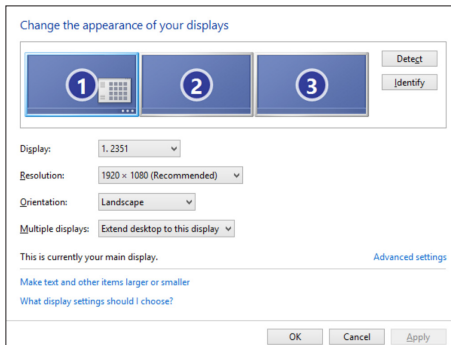 Change the appearance of your displays
1 2 3
Detect
Identify
Display: 1. 2351
Resolution: 1920 × 1080 (Recommended)
Orientation: Landscape
Multiple displays: Extend desktop to this display
This is currently your main display. Advanced settings
Make text and other items larger or smaller
What display settings should I choose?
OK Cancel Apply